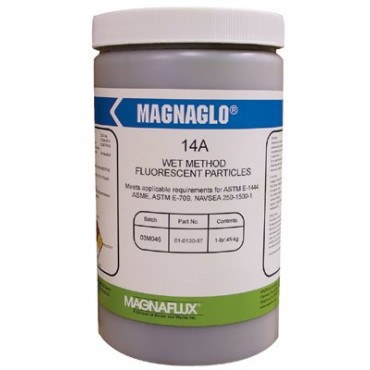 MAGNAGLO®
14A
WET METHOD
FLUORESCENT PARTICLES
Meets applicable requirements for ASTM E-1444,
ASME, ASTM E-709, NAVSEA 250-1500-1.
Batch Part No. Contents
01-0130-87 1-lb/.45-kg
MAGNAFLUX